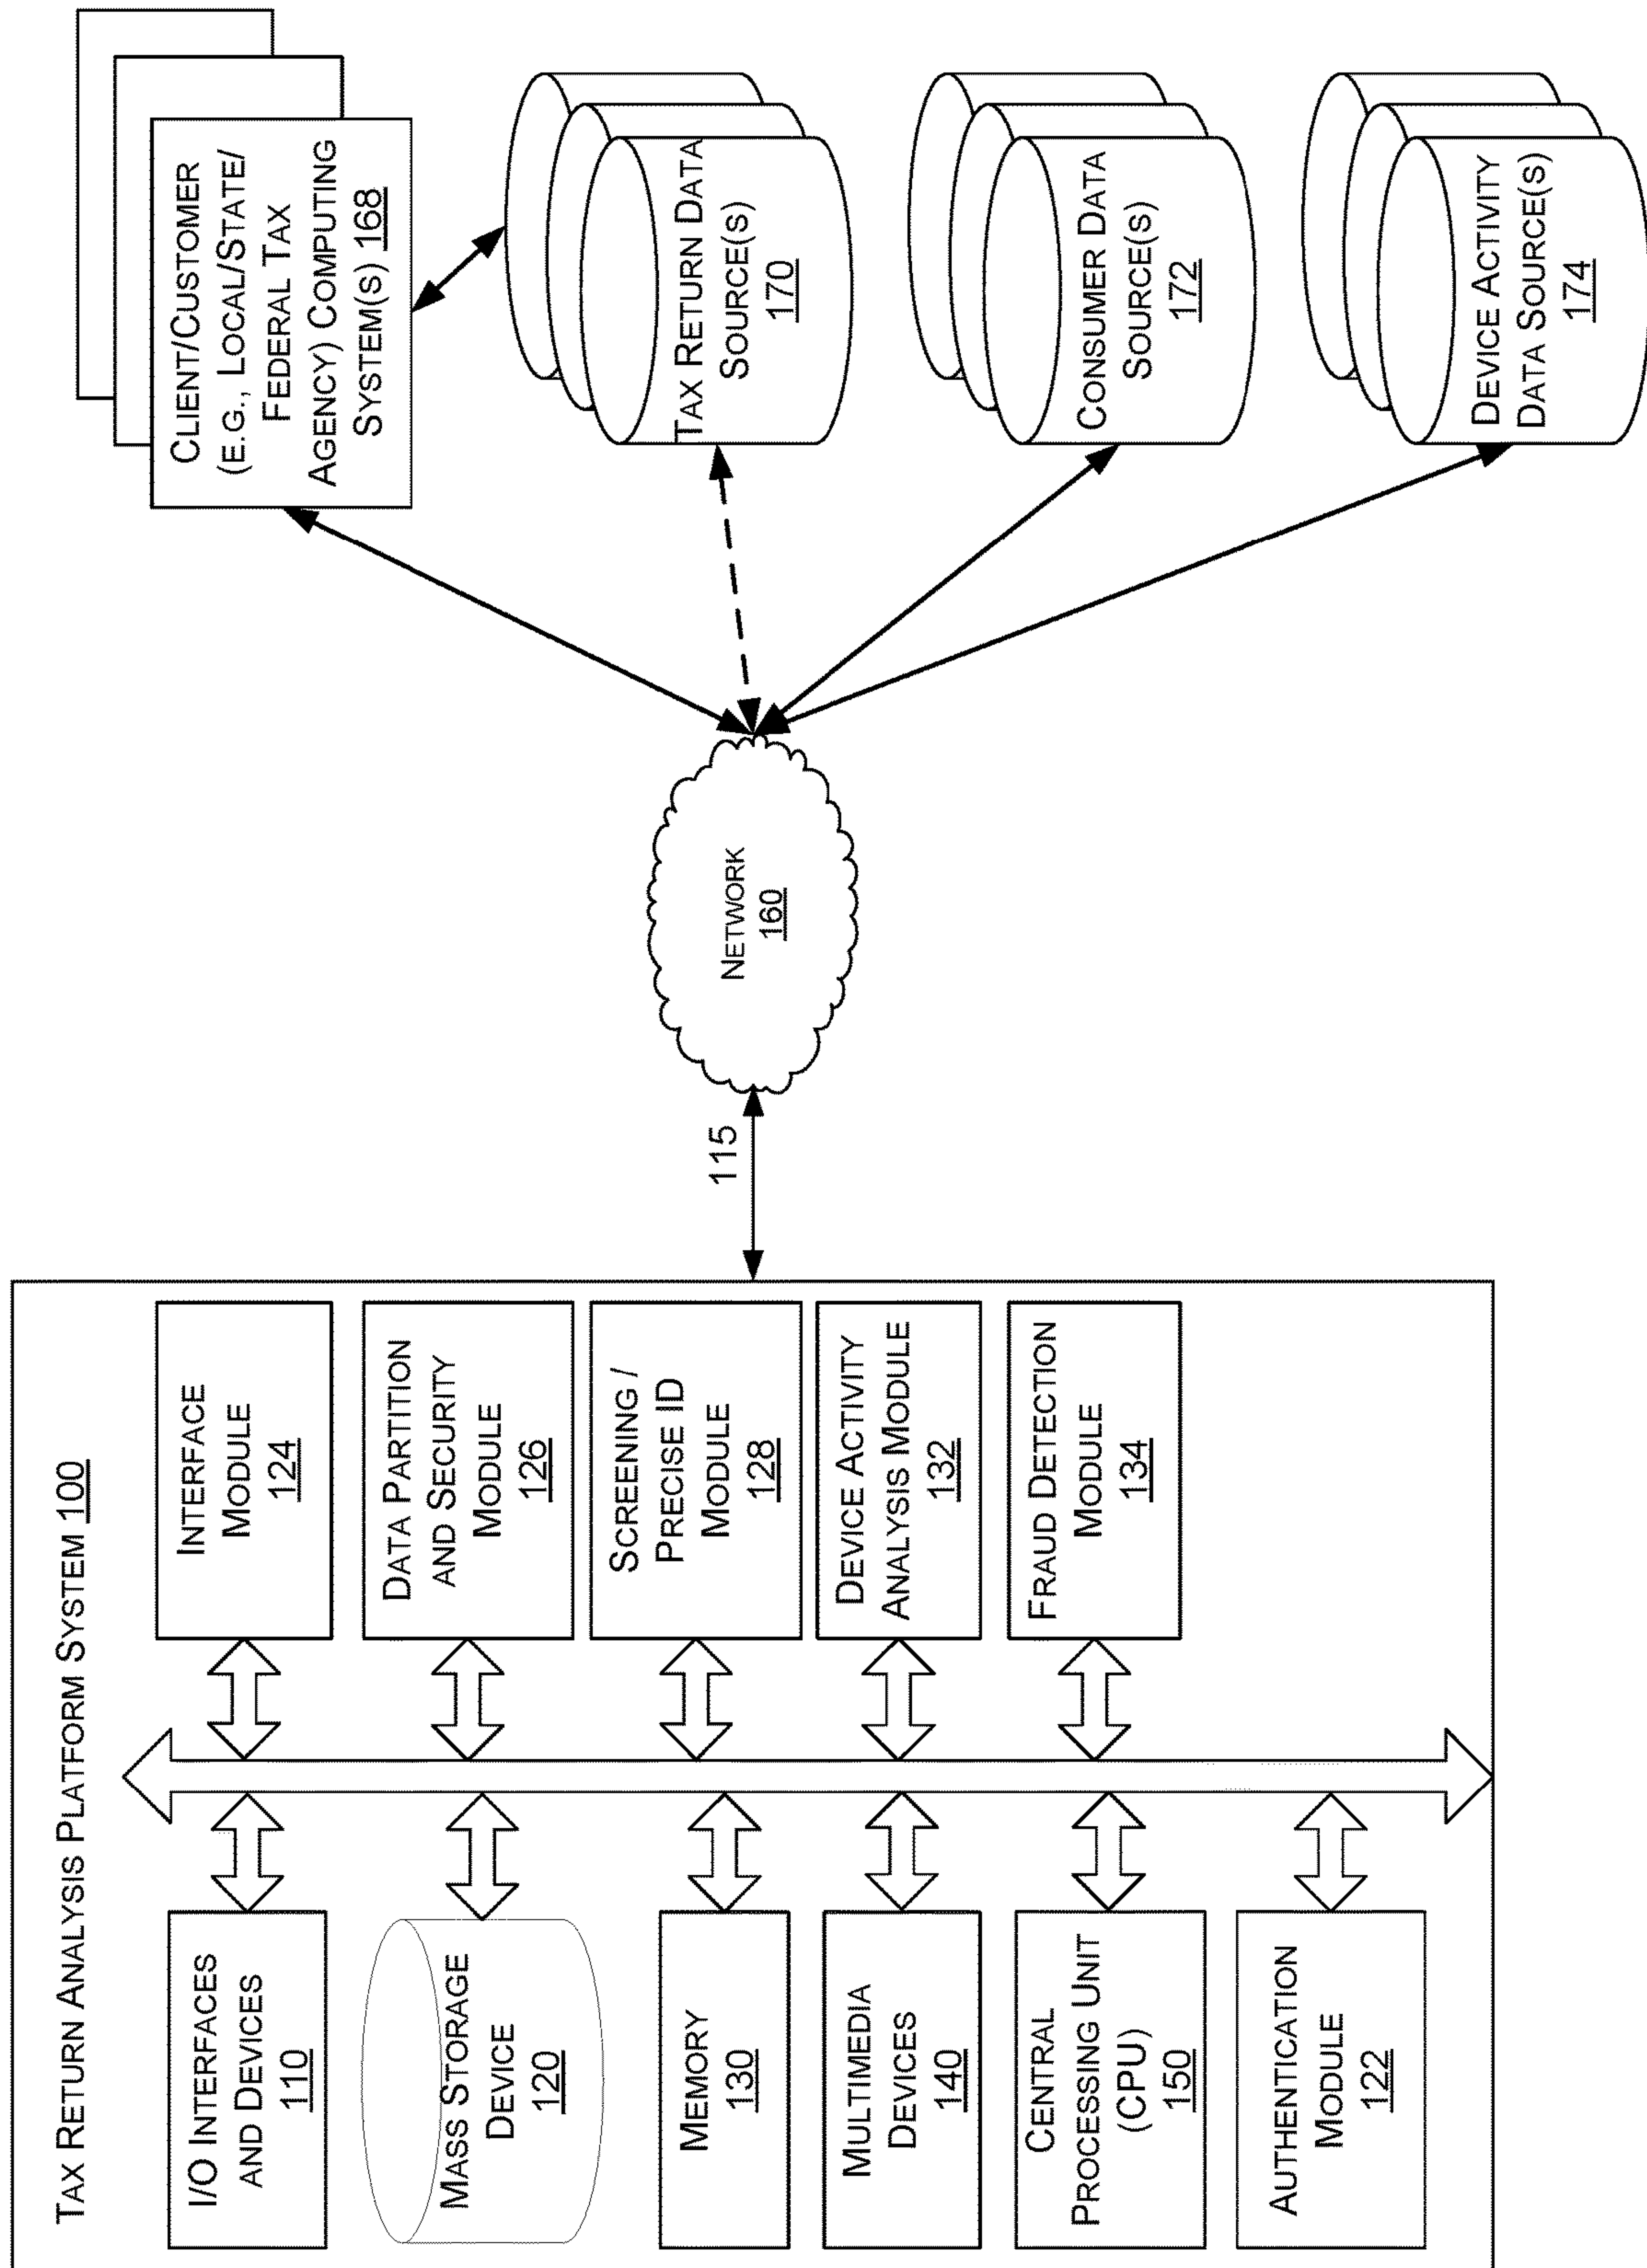 TAX RETURN ANALYSIS PLATFORM SYSTEM 100
I/O INTERFACES
AND DEVICES
110
MASS STORAGE
DEVICE
120
MEMORY
130
MULTIMEDIA
DEVICES
140
CENTRAL
PROCESSING UNIT
(CPU)
150
AUTHENTICATION
MODULE
122
INTERFACE
MODULE
124
DATA PARTITION
AND SECURITY
MODULE
126
SCREENING /
PRECISE ID
MODULE
128
DEVICE ACTIVITY
ANALYSIS MODULE
132
FRAUD DETECTION
MODULE
134
115
NETWORK
160
CLIENT/CUSTOMER
(E.G., LOCAL/STATE/
FEDERAL TAX
AGENCY) COMPUTING
SYSTEM(S) 168
TAX RETURN DATA
SOURCE(S)
170
CONSUMER DATA
SOURCE(S)
172
DEVICE ACTIVITY
DATA SOURCE(S)
174